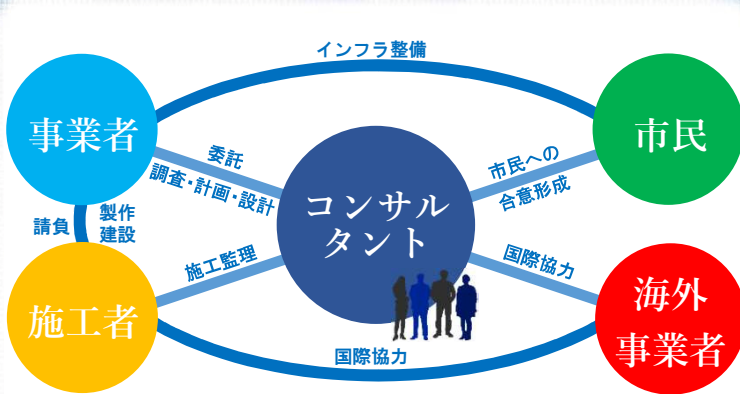 インフラ整備
事業者
市民
委託
調査・計画・設計
市民への
合意形成
コンサル
タント
請負
製作
建設
施工監理
国際協力
施工者
海外
事業者
国際協力